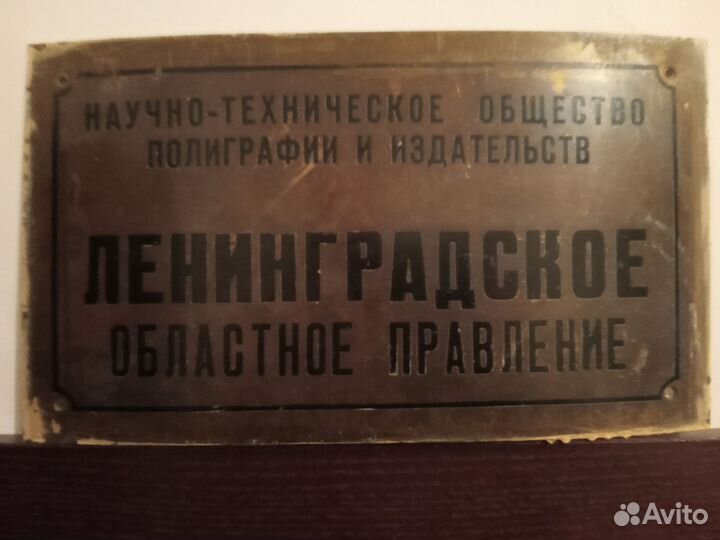 НАУЧНО-ТЕХНИЧЕСКОЕ ОБЩЕСТВО
ПОЛИГРАФИИ И ИЗДАТЕЛЬСТВ
ЛЕНИНГРАДСКОЕ
ОБЛАСТНОЕ ПРАВЛЕНИЕ
Avito